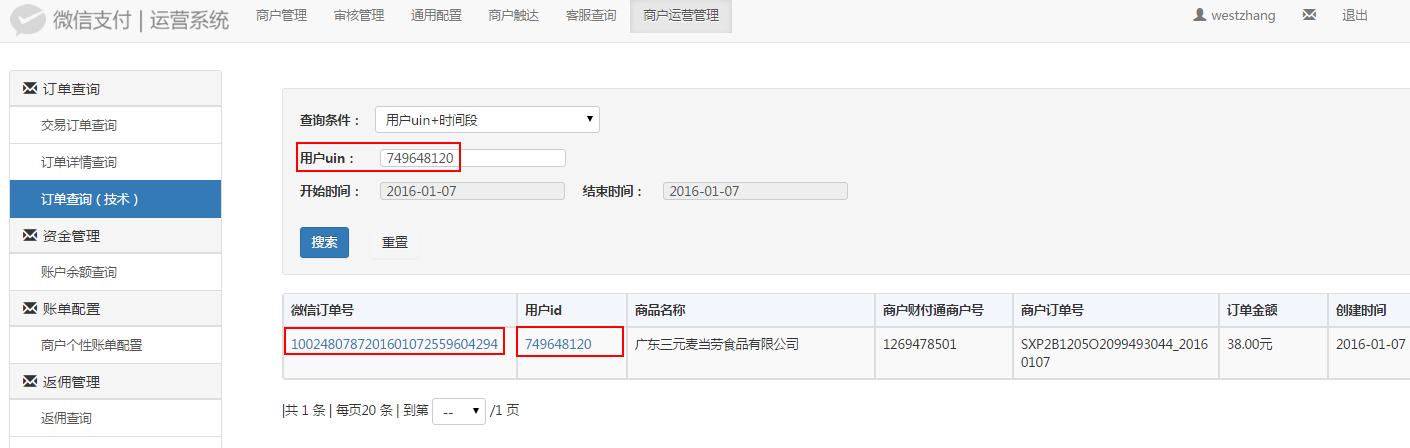 微信支付 | 运营系统
商户管理 审核管理 通用配置 商户触达 客服查询 商户运营管理 westzhang 退出
订单查询
交易订单查询
订单详情查询
订单查询（技术）
资金管理
账户余额查询
账单配置
商户个性账单配置
返佣管理
返佣查询
查询条件： 用户uin+时间段
用户uin： 749648120
开始时间： 2016-01-07 结束时间： 2016-01-07
搜索 重置
微信订单号 用户id 商品名称 商户财付通商户号 商户订单号 订单金额 创建时间
1002480787201601072559604294 749648120 广东三元麦当劳食品有限公司 1269478501 SXP2B1205O2099493044_2016 38.00元 2016-01-07
0107
|共 1 条 | 每页20 条 | 到第 -- /1 页